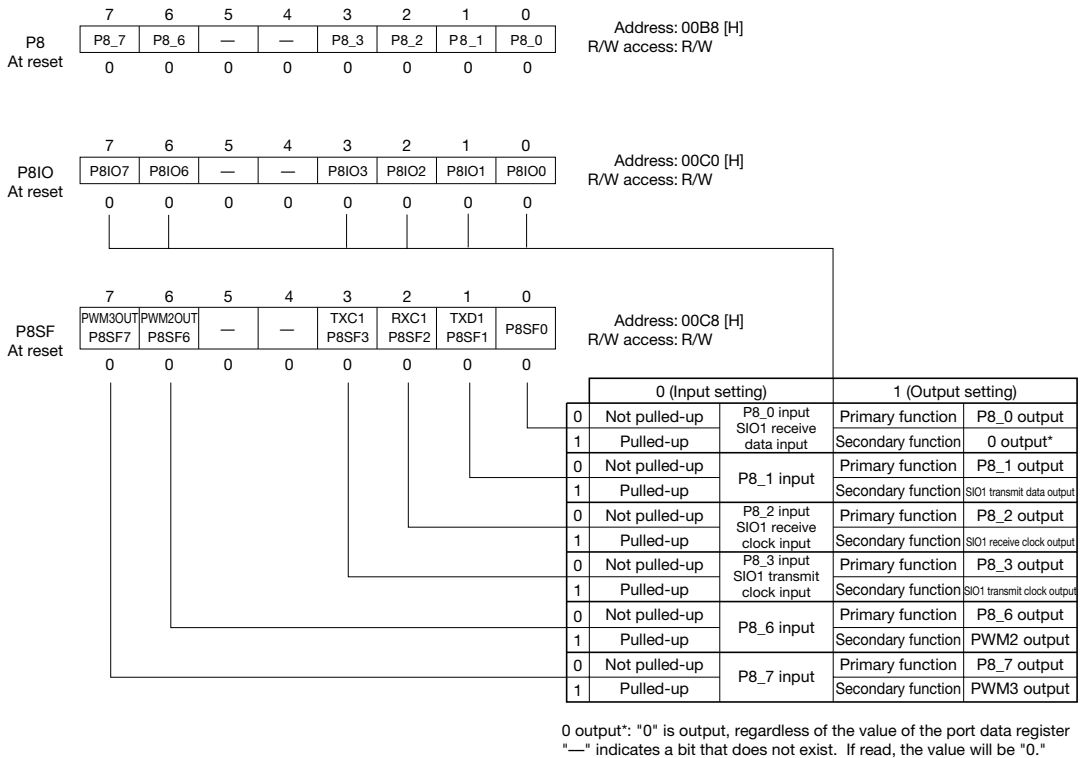 7 6 5 4 3 2 1 0
P8 P8_7 P8_6 — — P8_3 P8_2 P8_1 P8_0
At reset 0 0 0 0 0 0 0 0
Address: 00B8 [H]
R/W access: R/W
7 6 5 4 3 2 1 0
P8IO P8IO7 P8IO6 — — P8IO3 P8IO2 P8IO1 P8IO0
At reset 0 0 0 0 0 0 0 0
Address: 00C0 [H]
R/W access: R/W
7 6 5 4 3 2 1 0
PWM3OUT PWM2OUT TXC1 RXC1 TXD1
P8SF P8SF7 P8SF6 — — P8SF3 P8SF2 P8SF1 P8SF0
At reset 0 0 0 0 0 0 0 0
Address: 00C8 [H]
R/W access: R/W
0 (Input setting) 1 (Output setting)
0 Not pulled-up P8_0 input Primary function P8_0 output
SIO1 receive
1 Pulled-up data input Secondary function 0 output*
0 Not pulled-up Primary function P8_1 output
P8_1 input
1 Pulled-up Secondary function SIO1 transmit data output
0 Not pulled-up P8_2 input Primary function P8_2 output
SIO1 receive
1 Pulled-up clock input Secondary function SIO1 receive clock output
0 Not pulled-up P8_3 input Primary function P8_3 output
SIO1 transmit
1 Pulled-up clock input Secondary function SIO1 transmit clock output
0 Not pulled-up Primary function P8_6 output
P8_6 input
1 Pulled-up Secondary function PWM2 output
0 Not pulled-up Primary function P8_7 output
P8_7 input
1 Pulled-up Secondary function PWM3 output
0 output*: "0" is output, regardless of the value of the port data register
"—" indicates a bit that does not exist. If read, the value will be "0."